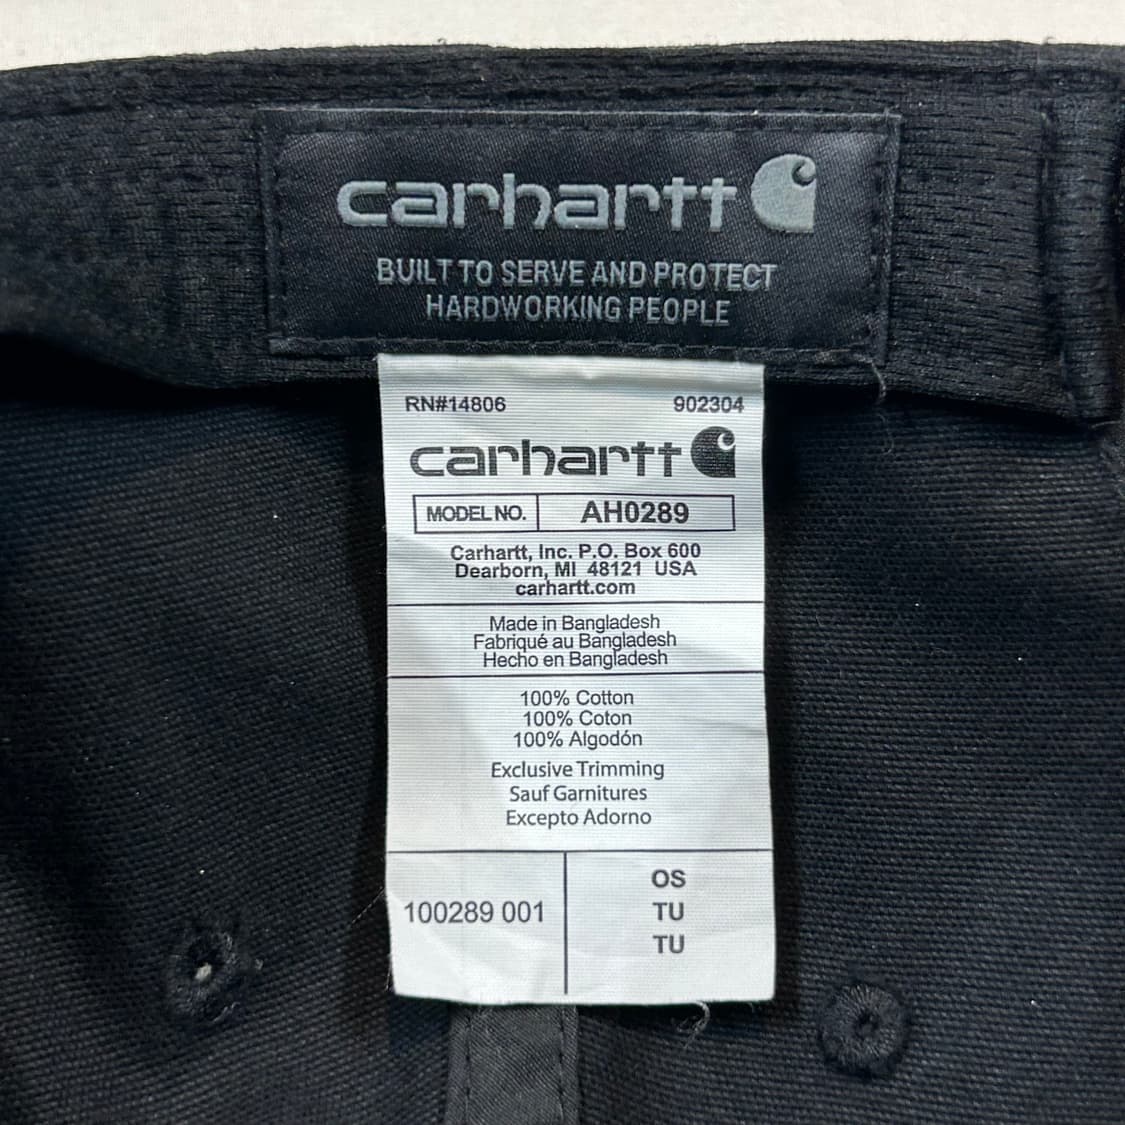 carhartt
BUILT TO SERVE AND PROTECT
HARDWORKING PEOPLE
RN#14806 902304
carhartt
MODEL NO. AH0289
Carhartt, Inc. P.O. Box 600
Dearborn, MI 48121 USA
carhartt.com
Made in Bangladesh
Fabriqué au Bangladesh
Hecho en Bangladesh
100% Cotton
100% Coton
100% Algodón
Exclusive Trimming
Sauf Garnitures
Excepto Adorno
100289 001
OS
TU
TU